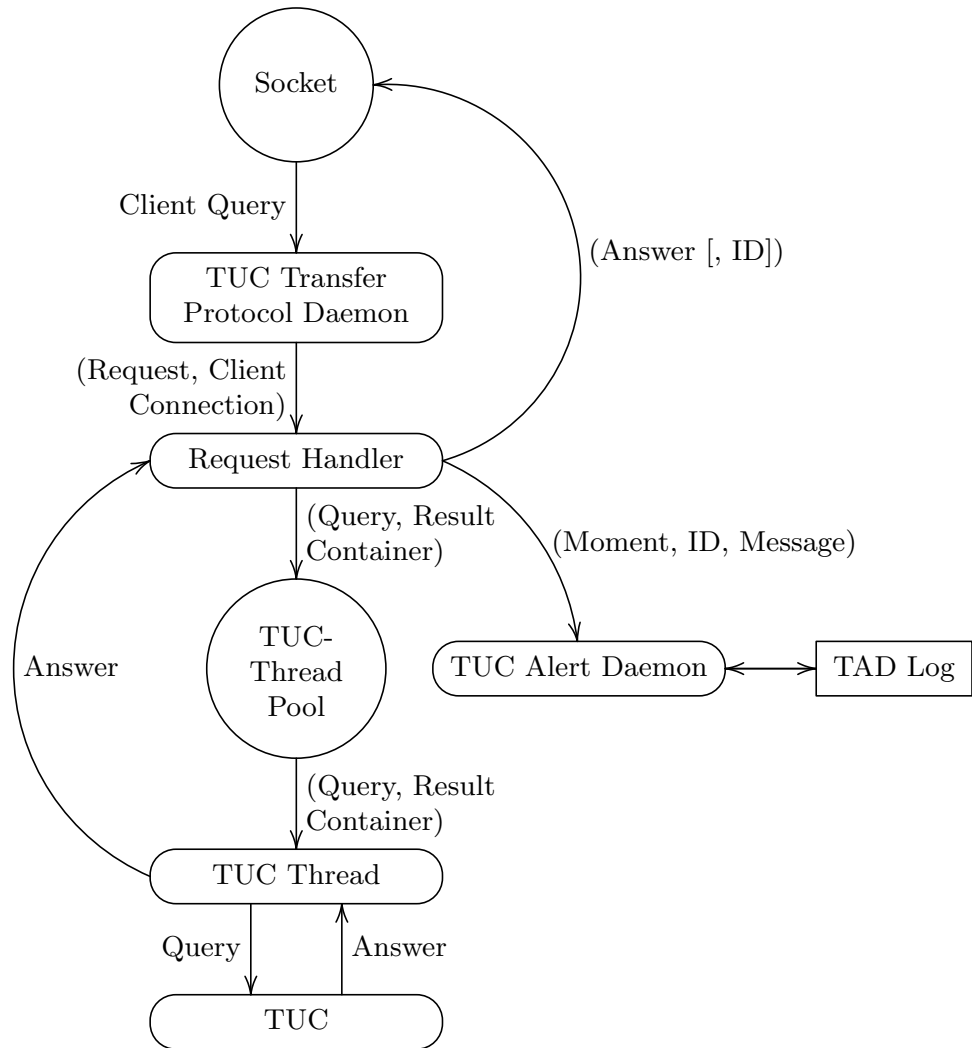 Socket
Client Query
(Answer [, ID])
TUC Transfer
Protocol Daemon
(Request, Client
Connection)
Request Handler
(Query, Result
Container)
(Moment, ID, Message)
TUC-
Thread
Pool
Answer
TUC Alert Daemon
TAD Log
(Query, Result
Container)
TUC Thread
Query
Answer
TUC